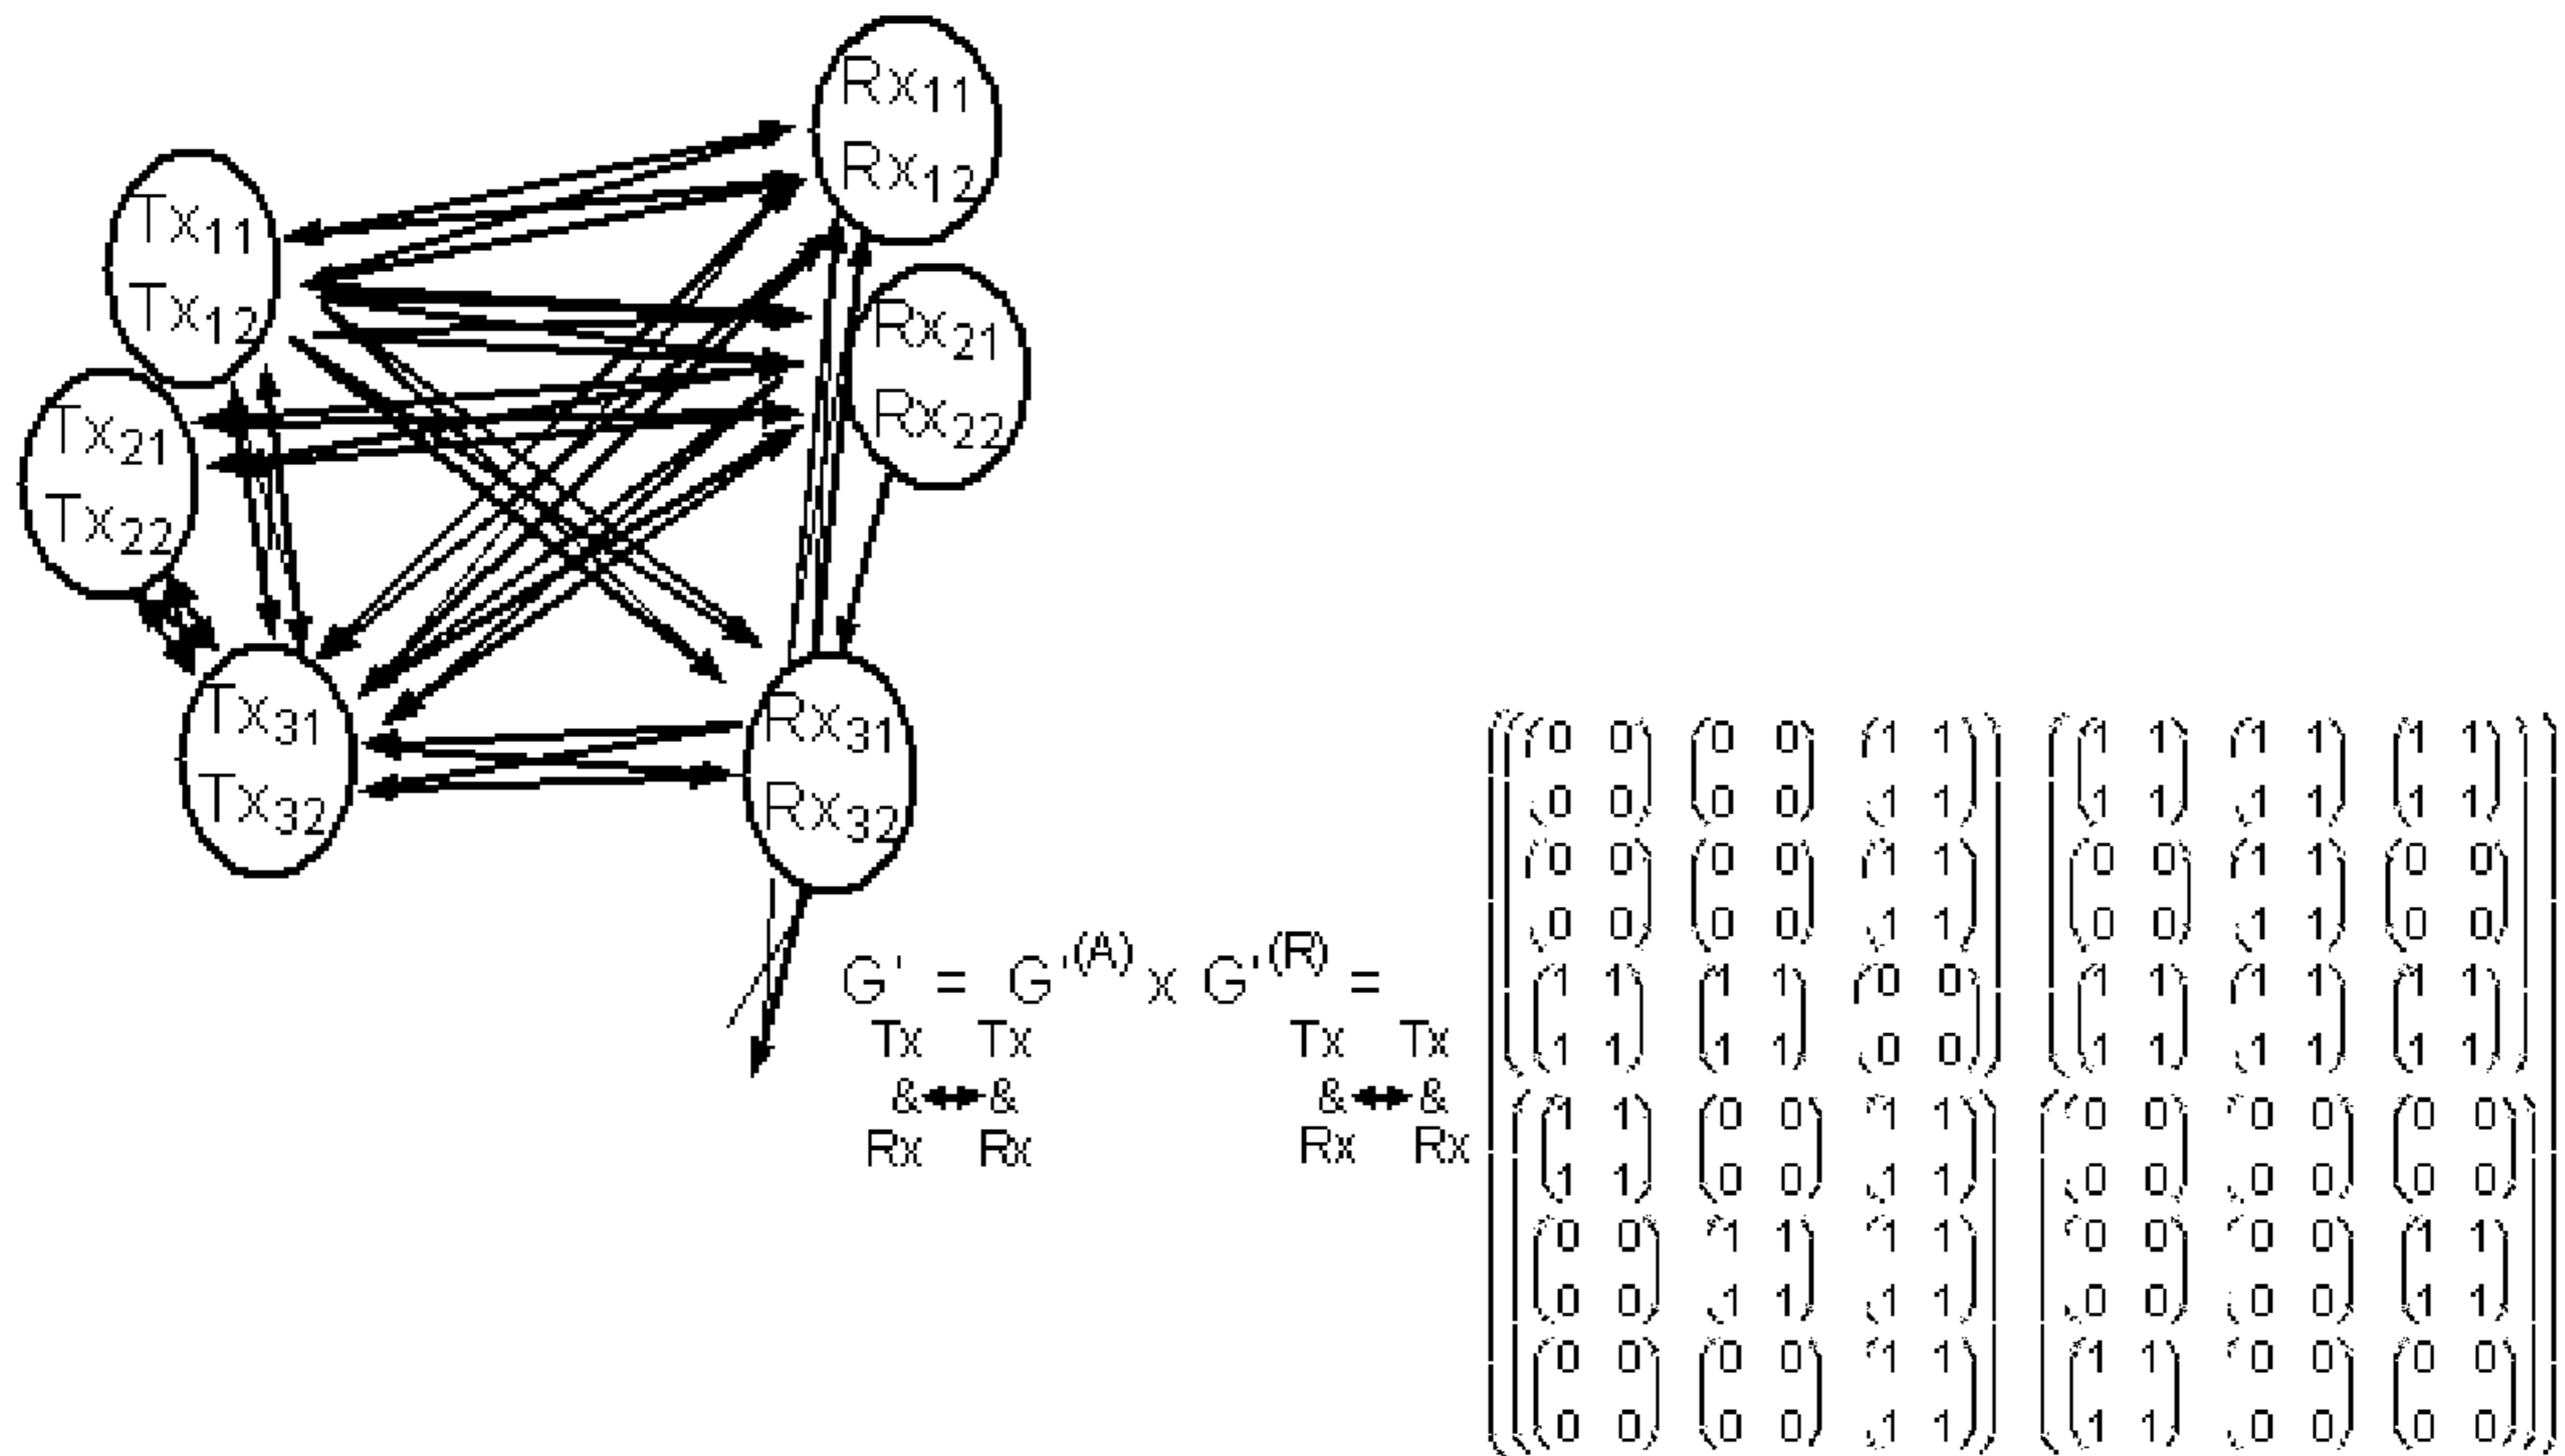 Rx11
Rx12
Tx11
Tx12
Rx21
Rx22
Tx21
Tx22
Tx31
Tx32
Rx31
Rx32
G' = G'(A) x G'(R) =
Tx Tx Tx Tx
& & & &
Rx Rx Rx Rx
0 0 0 0 1 1 1 1 1 1 1 1
0 0 0 0 1 1 1 1 1 1 1 1
0 0 0 0 1 1 0 0 1 1 0 0
0 0 0 0 1 1 0 0 1 1 0 0
1 1 1 1 0 0 1 1 1 1 1 1
1 1 1 1 0 0 1 1 1 1 1 1
1 1 0 0 1 1 0 0 0 0 0 0
1 1 0 0 1 1 0 0 0 0 0 0
0 0 1 1 1 1 0 0 0 0 1 1
0 0 1 1 1 1 0 0 0 0 1 1
0 0 0 0 1 1 1 1 0 0 0 0
0 0 0 0 1 1 1 1 0 0 0 0